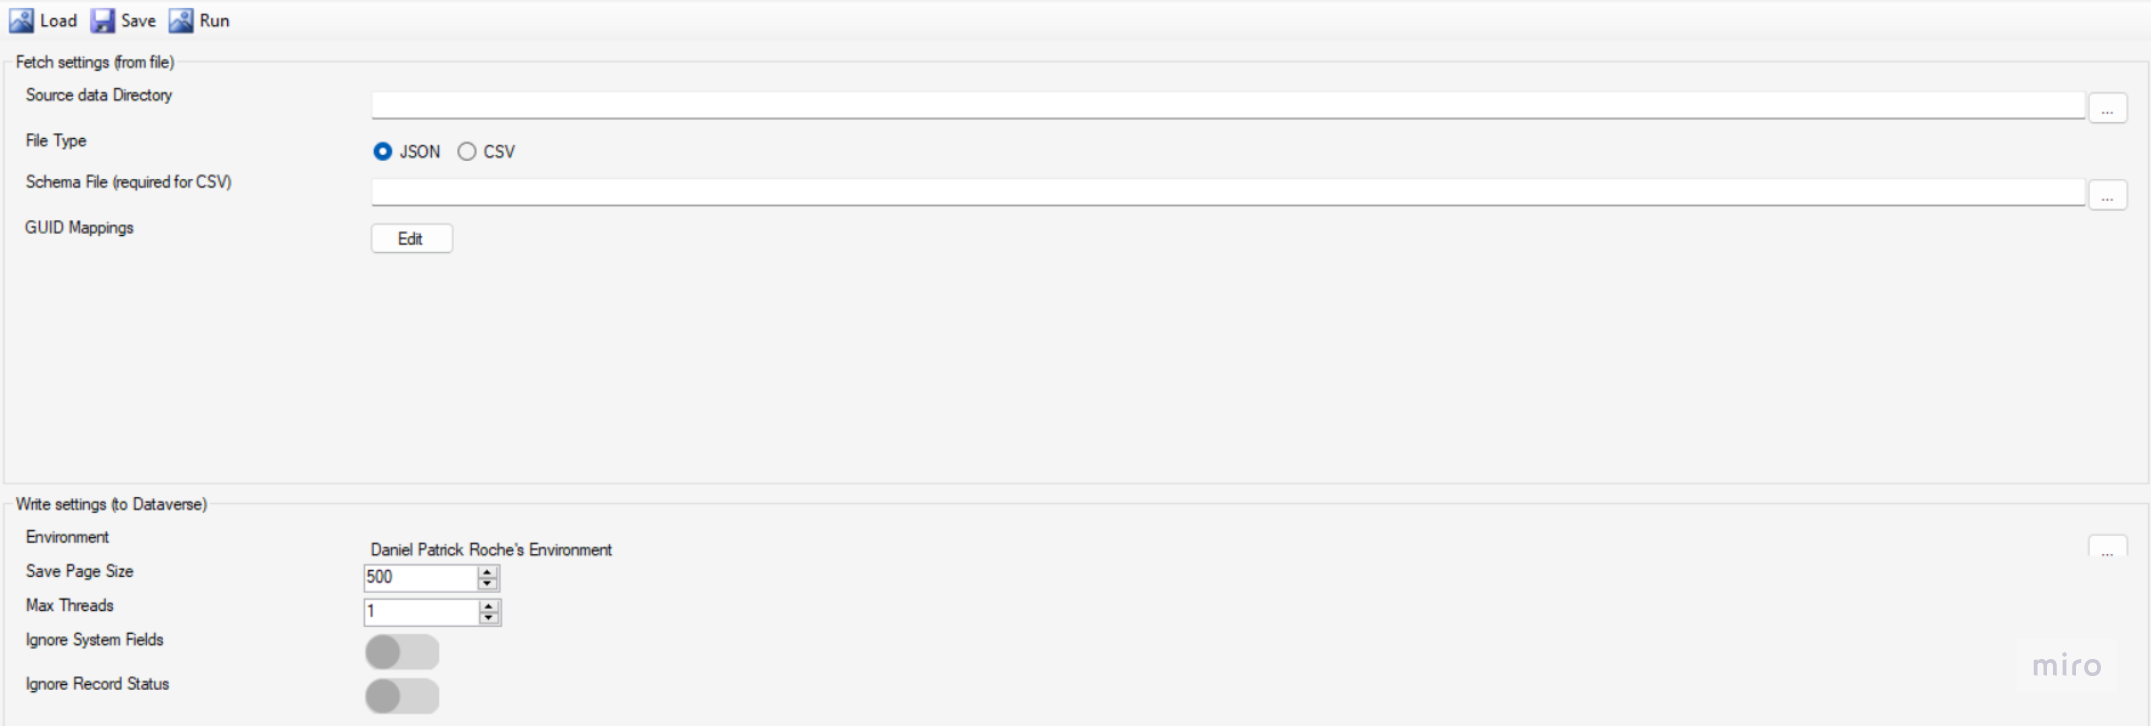 Load Save Run
Fetch settings (from file)
Source data Directory
...
File Type
JSON CSV
Schema File (required for CSV)
...
GUID Mappings
Edit
Write settings (to Dataverse)
Environment
Daniel Patrick Roche's Environment
...
Save Page Size
500
Max Threads
1
Ignore System Fields
Ignore Record Status
miro